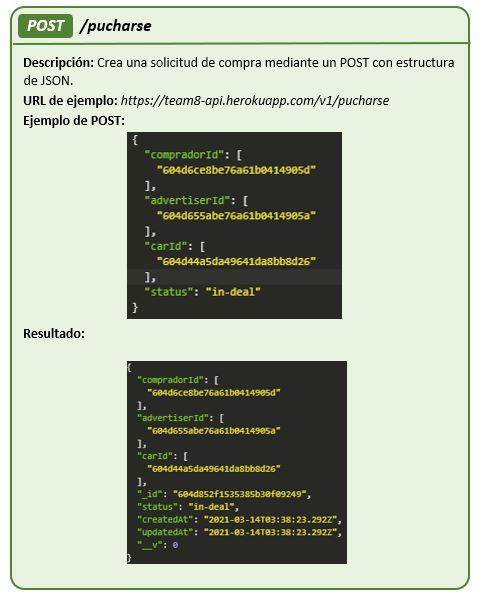 POST /pucharse
Descripción: Crea una solicitud de compra mediante un POST con estructura
de JSON.
URL de ejemplo: https://team8-api.herokuapp.com/v1/pucharse
Ejemplo de POST:
{
"compradorId": [
"604d6ce8be76a61b0414905d"
],
"advertiserId": [
"604d655abe76a61b0414905a"
],
"carId": [
"604d44a5da49641da8bb8d26"
],
"status": "in-deal"
}
Resultado:
{
"compradorId": [
"604d6ce8be76a61b0414905d"
],
"advertiserId": [
"604d655abe76a61b0414905a"
],
"carId": [
"604d44a5da49641da8bb8d26"
],
"_id": "604d852f1535385b30f09249",
"status": "in-deal",
"createdAt": "2021-03-14T03:38:23.292Z",
"updatedAt": "2021-03-14T03:38:23.292Z",
"__v": 0
}